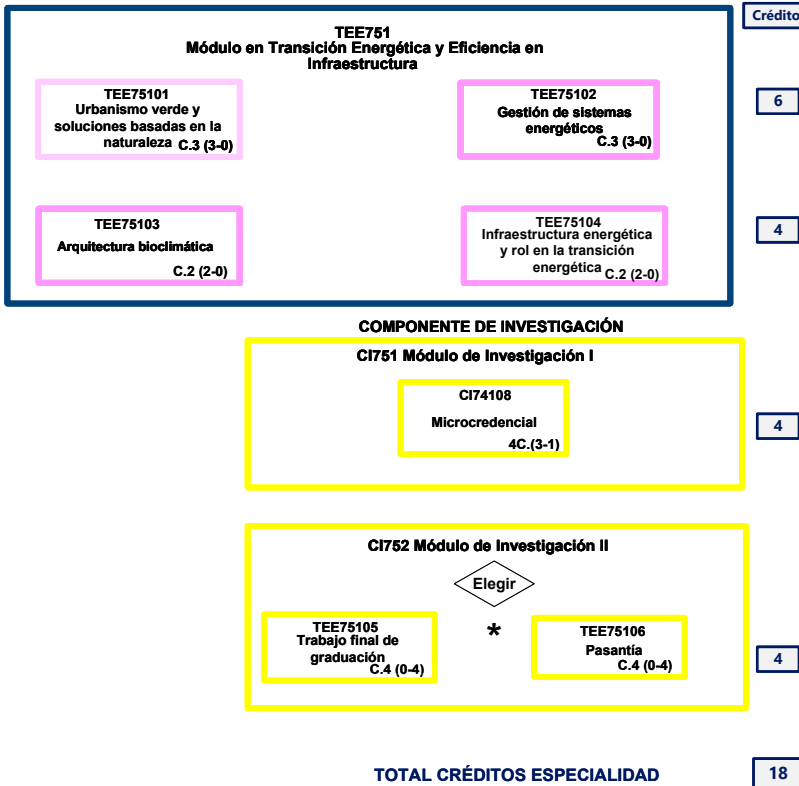 TEE751
Módulo en Transición Energética y Eficiencia en
Infraestructura
Crédito
TEE75101
Urbanismo verde y
soluciones basadas en la
naturaleza C.3 (3-0)
TEE75102
Gestión de sistemas
energéticos
C.3 (3-0)
6
TEE75103
Arquitectura bioclimática
C.2 (2-0)
TEE75104
Infraestructura energética
y rol en la transición
energética C.2 (2-0)
4
COMPONENTE DE INVESTIGACIÓN
CI751 Módulo de Investigación I
CI74108
Microcredencial
4C.(3-1)
4
CI752 Módulo de Investigación II
Elegir
TEE75105
Trabajo final de
graduación
C.4 (0-4)
*
TEE75106
Pasantía
C.4 (0-4)
4
TOTAL CRÉDITOS ESPECIALIDAD
18